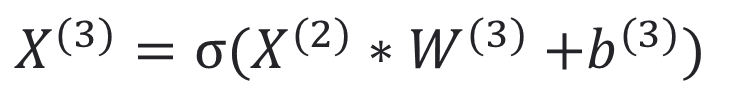 X^(3) = σ(X^(2) * W^(3) + b^(3))